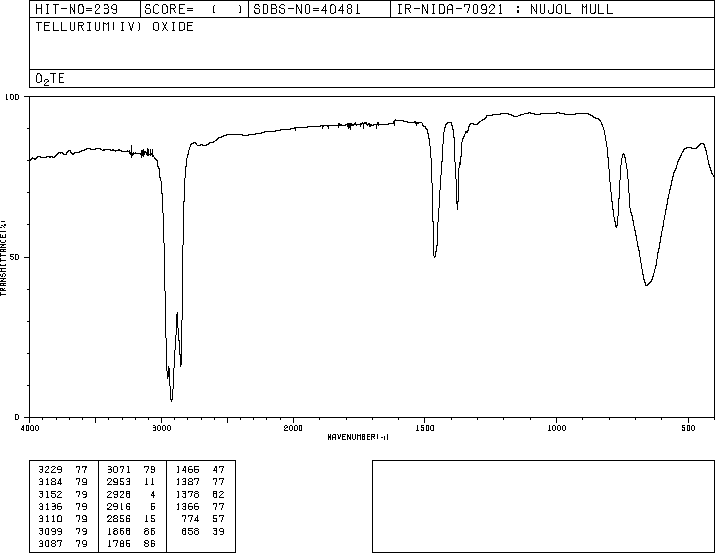 HIT-NO=239 SCORE= ( ) SDBS-NO=40481 IR-NIDA-70921 : NUJOL MULL
TELLURIUM(IV) OXIDE
O2TE
100
50
0
TRANSMITTANCE(%)
4000 3000 2000 1500 1000 500
WAVENUMBER(-1)
3229 77 3071 79 1466 47
3184 79 2953 11 1387 77
3152 79 2928 4 1378 62
3136 79 2916 6 1366 77
3110 79 2856 15 774 57
3099 79 1868 86 658 39
3087 79 1786 86